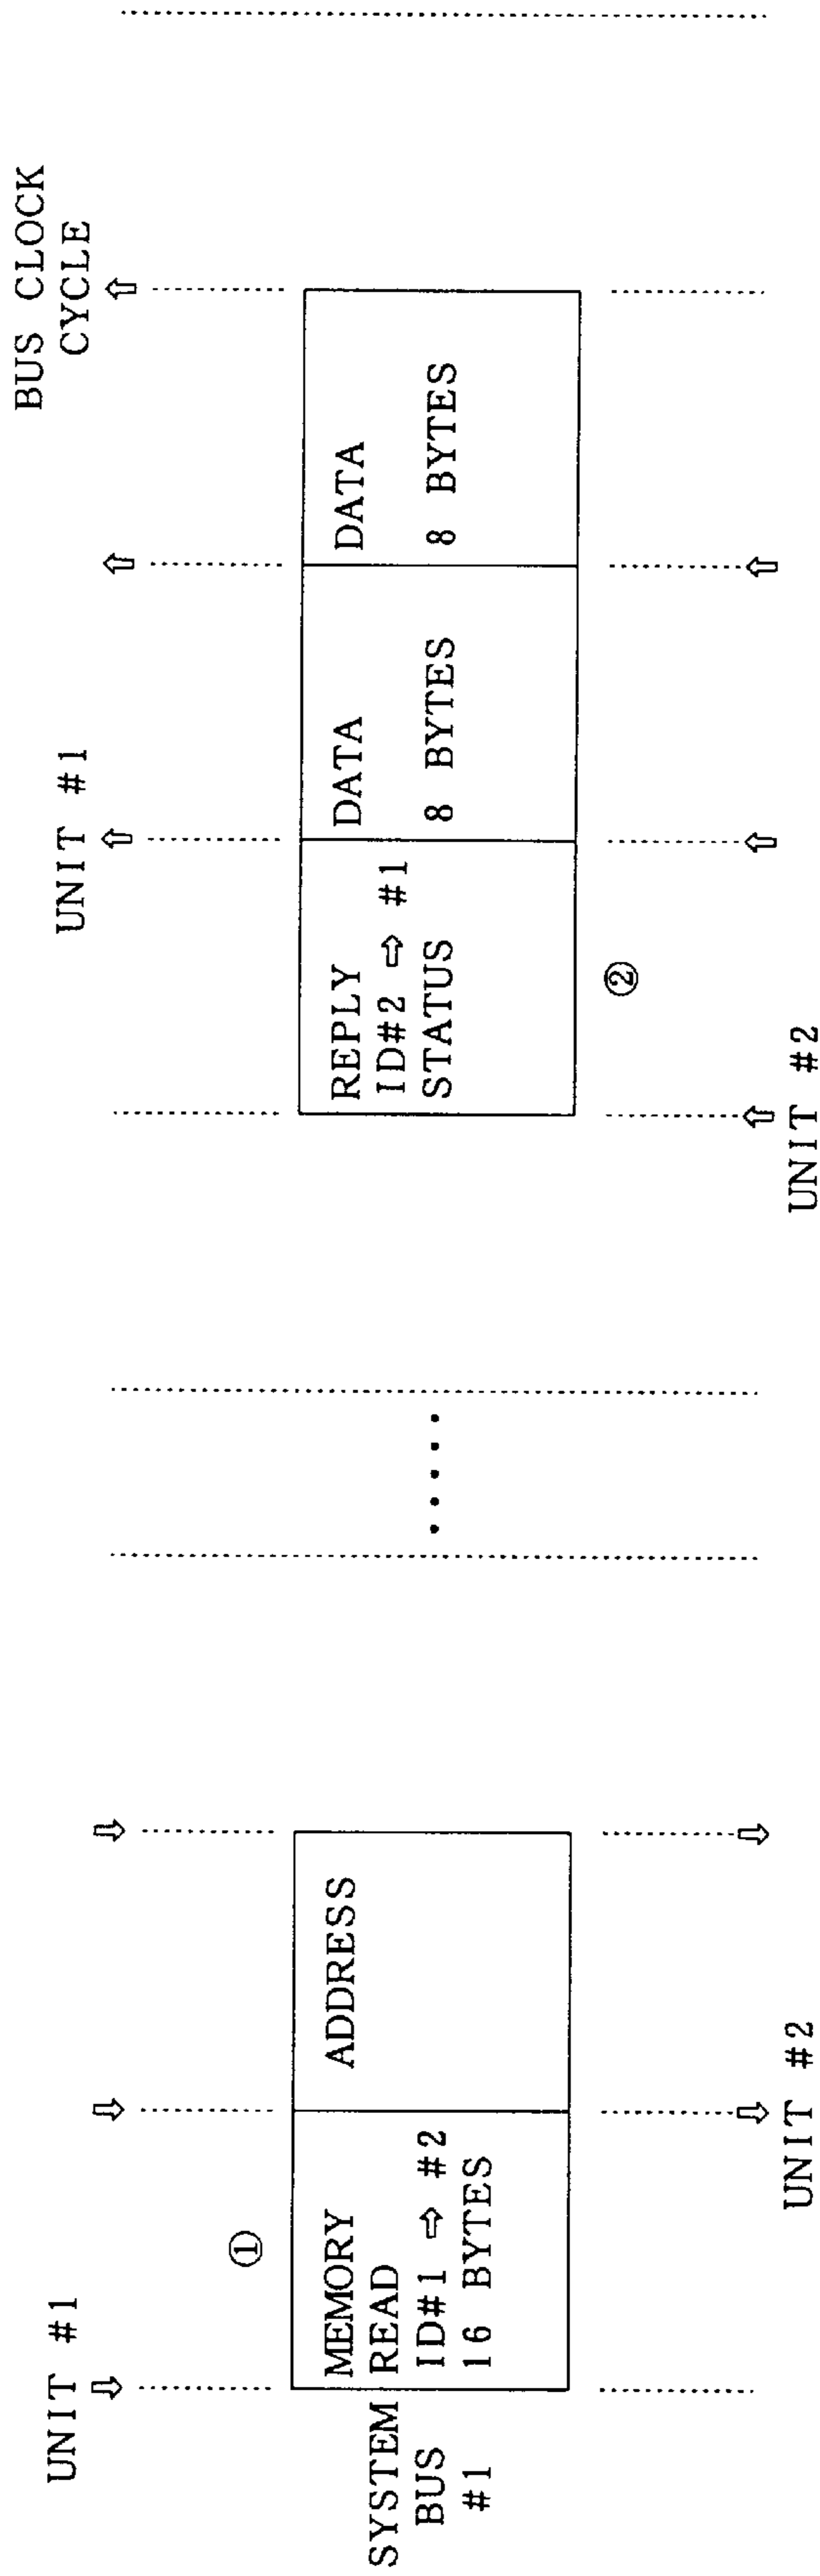 UNIT #1
①
SYSTEM
BUS
#1
MEMORY
READ
ID#1 ⇨ #2
16 BYTES
ADDRESS
UNIT #2
• • • • •
UNIT #1
BUS CLOCK
CYCLE
REPLY
ID#2 ⇨ #1
STATUS
DATA
8 BYTES
DATA
8 BYTES
②
UNIT #2